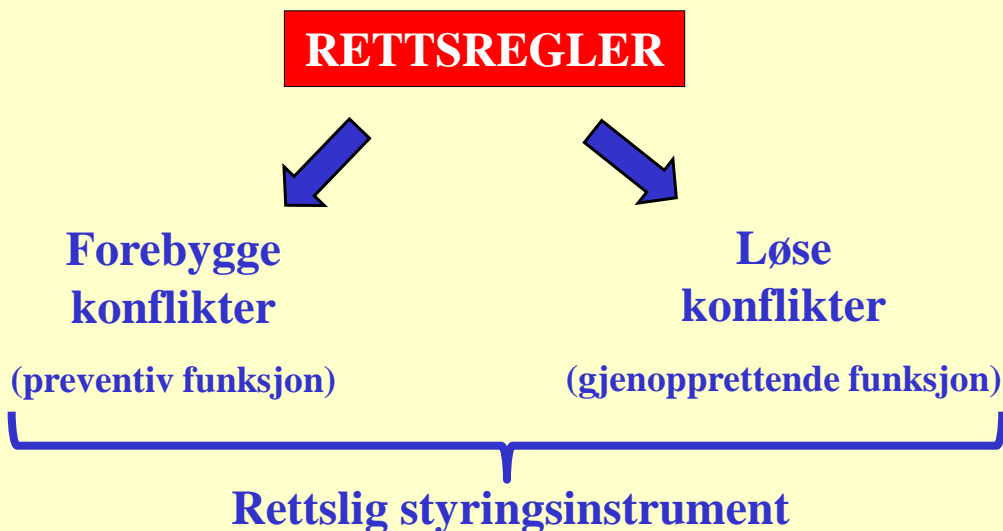 RETTSREGLER
Forebygge
konflikter
(preventiv funksjon)
Løse
konflikter
(gjenopprettende funksjon)
Rettslig styringsinstrument